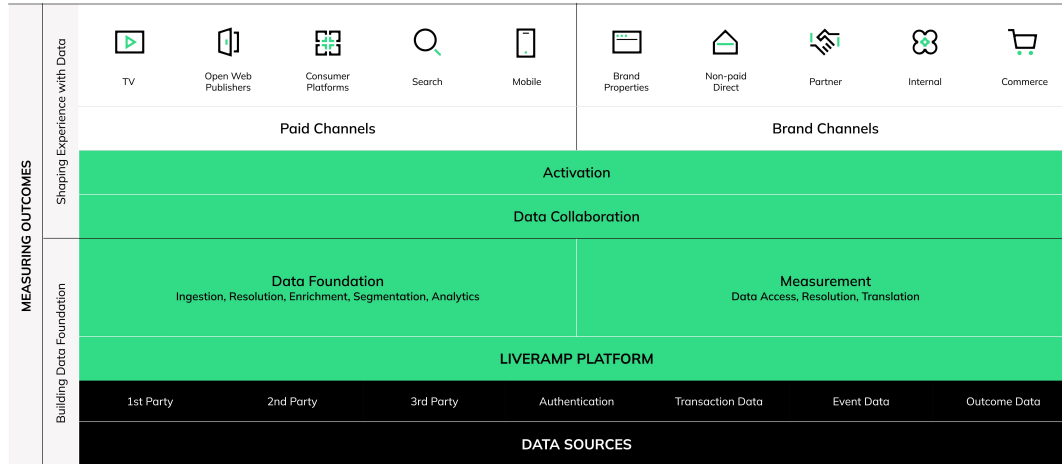 MEASURING OUTCOMES
Shaping Experience with Data
TV
Open Web
Publishers
Consumer
Platforms
Search
Mobile
Brand
Properties
Non-paid
Direct
Partner
Internal
Commerce
Paid Channels
Brand Channels
Activation
Data Collaboration
Building Data Foundation
Data Foundation
Ingestion, Resolution, Enrichment, Segmentation, Analytics
Measurement
Data Access, Resolution, Translation
LIVERAMP PLATFORM
1st Party
2nd Party
3rd Party
Authentication
Transaction Data
Event Data
Outcome Data
DATA SOURCES